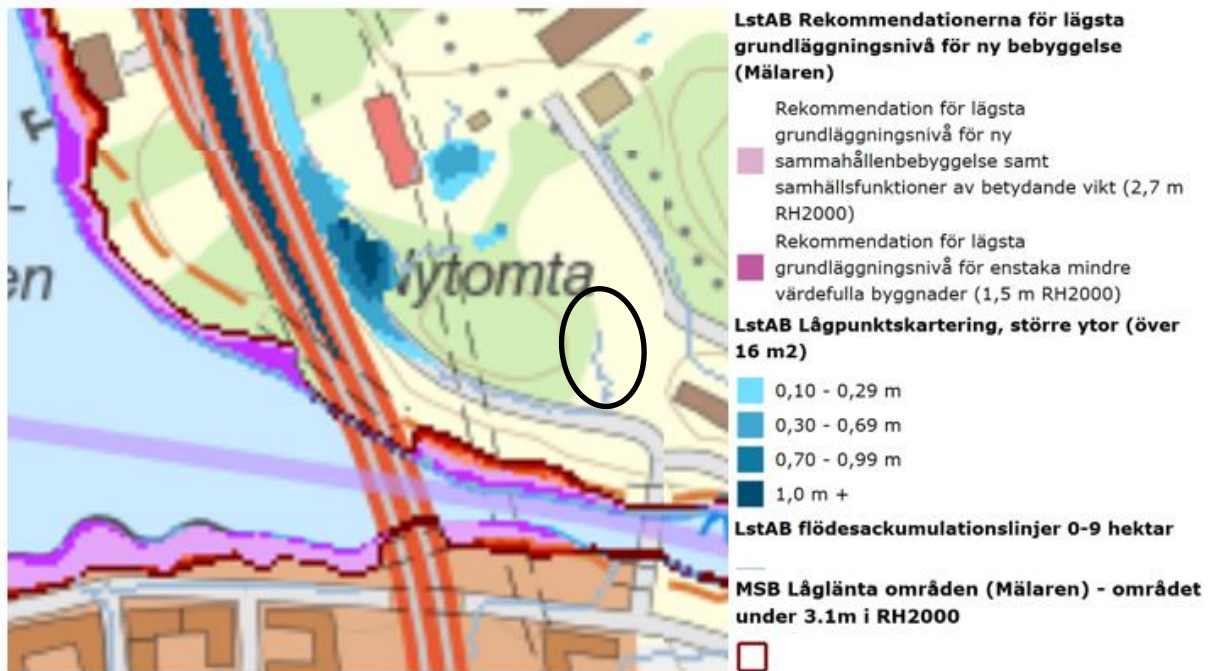 en
Nytomta
LstAB Rekommendationerna för lägsta
grundläggningsnivå för ny bebyggelse
(Mälaren)
Rekommendation för lägsta
grundläggningsnivå för ny
sammahållenbebyggelse samt
samhällsfunktioner av betydande vikt (2,7 m
RH2000)
Rekommendation för lägsta
grundläggningsnivå för enstaka mindre
värdefulla byggnader (1,5 m RH2000)
LstAB Lågpunktskartering, större ytor (över
16 m2)
0,10 - 0,29 m
0,30 - 0,69 m
0,70 - 0,99 m
1,0 m +
LstAB flödesackumulationslinjer 0-9 hektar
MSB Låglänta områden (Mälaren) - området
under 3.1m i RH2000